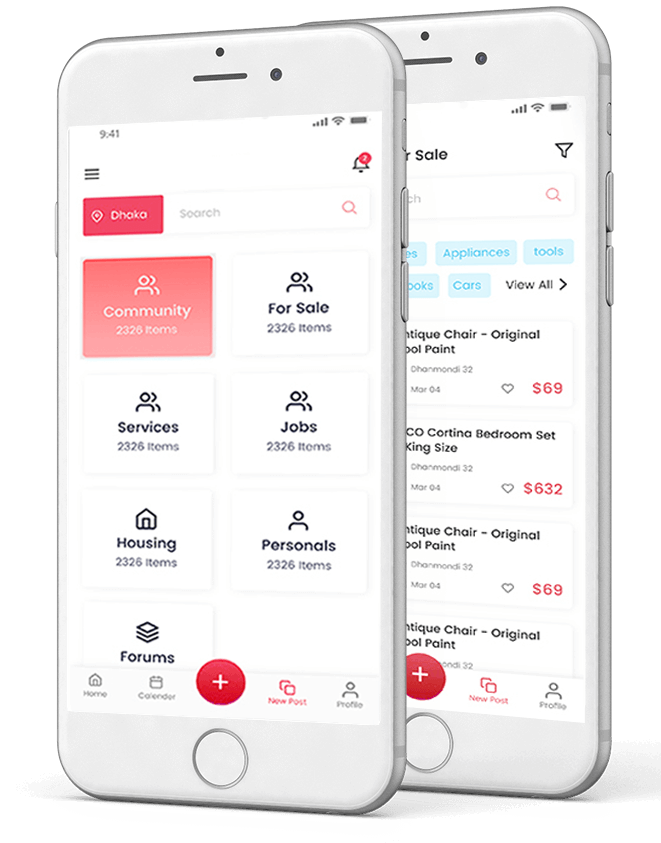 9:41
2
Dhaka
Search
Community
2326 Items
For Sale
2326 Items
Services
2326 Items
Jobs
2326 Items
Housing
2326 Items
Personals
2326 Items
Forums
Home
Calender
+
New Post
Profile
r Sale
ch
es
Appliances
tools
ooks
Cars
View All
ntique Chair - Original
ool Paint
Dhanmondi 32
Mar 04
$69
CO Cortina Bedroom Set
King Size
Dhanmondi 32
Mar 04
$632
ntique Chair - Original
ool Paint
Dhanmondi 32
Mar 04
$69
ntique Chair - Original
ool Paint
ndi 32
+
New Post
Profile